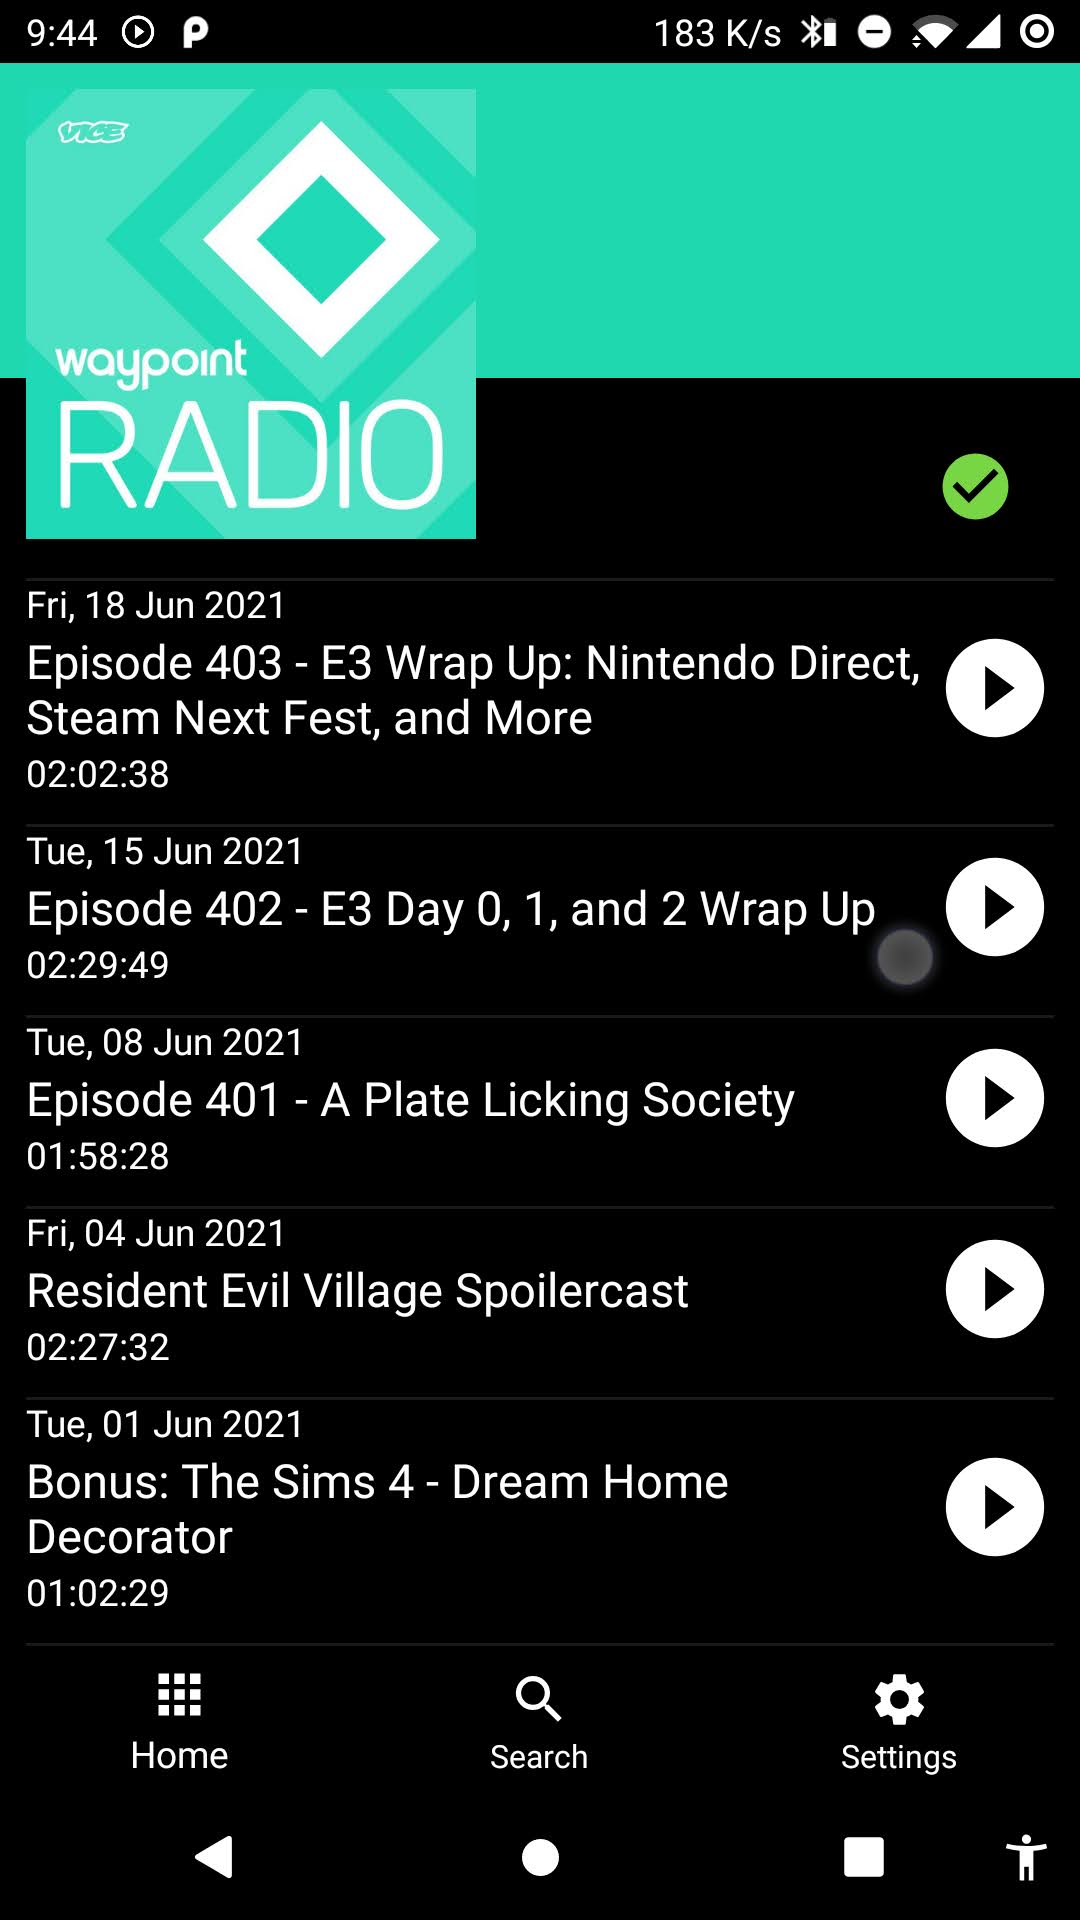 9:44
183 K/s
VICE
waypoint
RADIO
Fri, 18 Jun 2021
Episode 403 - E3 Wrap Up: Nintendo Direct,
Steam Next Fest, and More
02:02:38
Tue, 15 Jun 2021
Episode 402 - E3 Day 0, 1, and 2 Wrap Up
02:29:49
Tue, 08 Jun 2021
Episode 401 - A Plate Licking Society
01:58:28
Fri, 04 Jun 2021
Resident Evil Village Spoilercast
02:27:32
Tue, 01 Jun 2021
Bonus: The Sims 4 - Dream Home
Decorator
01:02:29
Home
Search
Settings